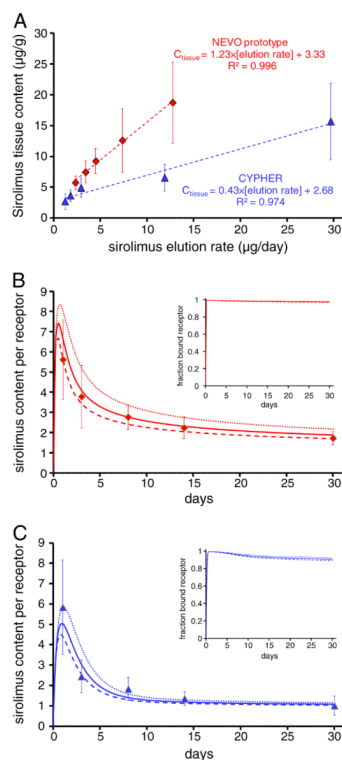 A
NEVO prototype
Ctissue = 1.23x[elution rate] + 3.33
R² = 0.996
CYPHER
Ctissue = 0.43x[elution rate] + 2.68
R² = 0.974
Sirolimus tissue content (µg/g)
30
25
20
15
10
5
0
0 5 10 15 20 25 30
sirolimus elution rate (µg/day)
B
sirolimus content per receptor
9
8
7
6
5
4
3
2
1
0
0 5 10 15 20 25 30
days
fraction bound receptor
1
0.8
0.6
0.4
0.2
0
0 5 10 15 20 25 30
days
C
sirolimus content per receptor
9
8
7
6
5
4
3
2
1
0
0 5 10 15 20 25 30
days
fraction bound receptor
1
0.8
0.6
0.4
0.2
0
0 5 10 15 20 25 30
days